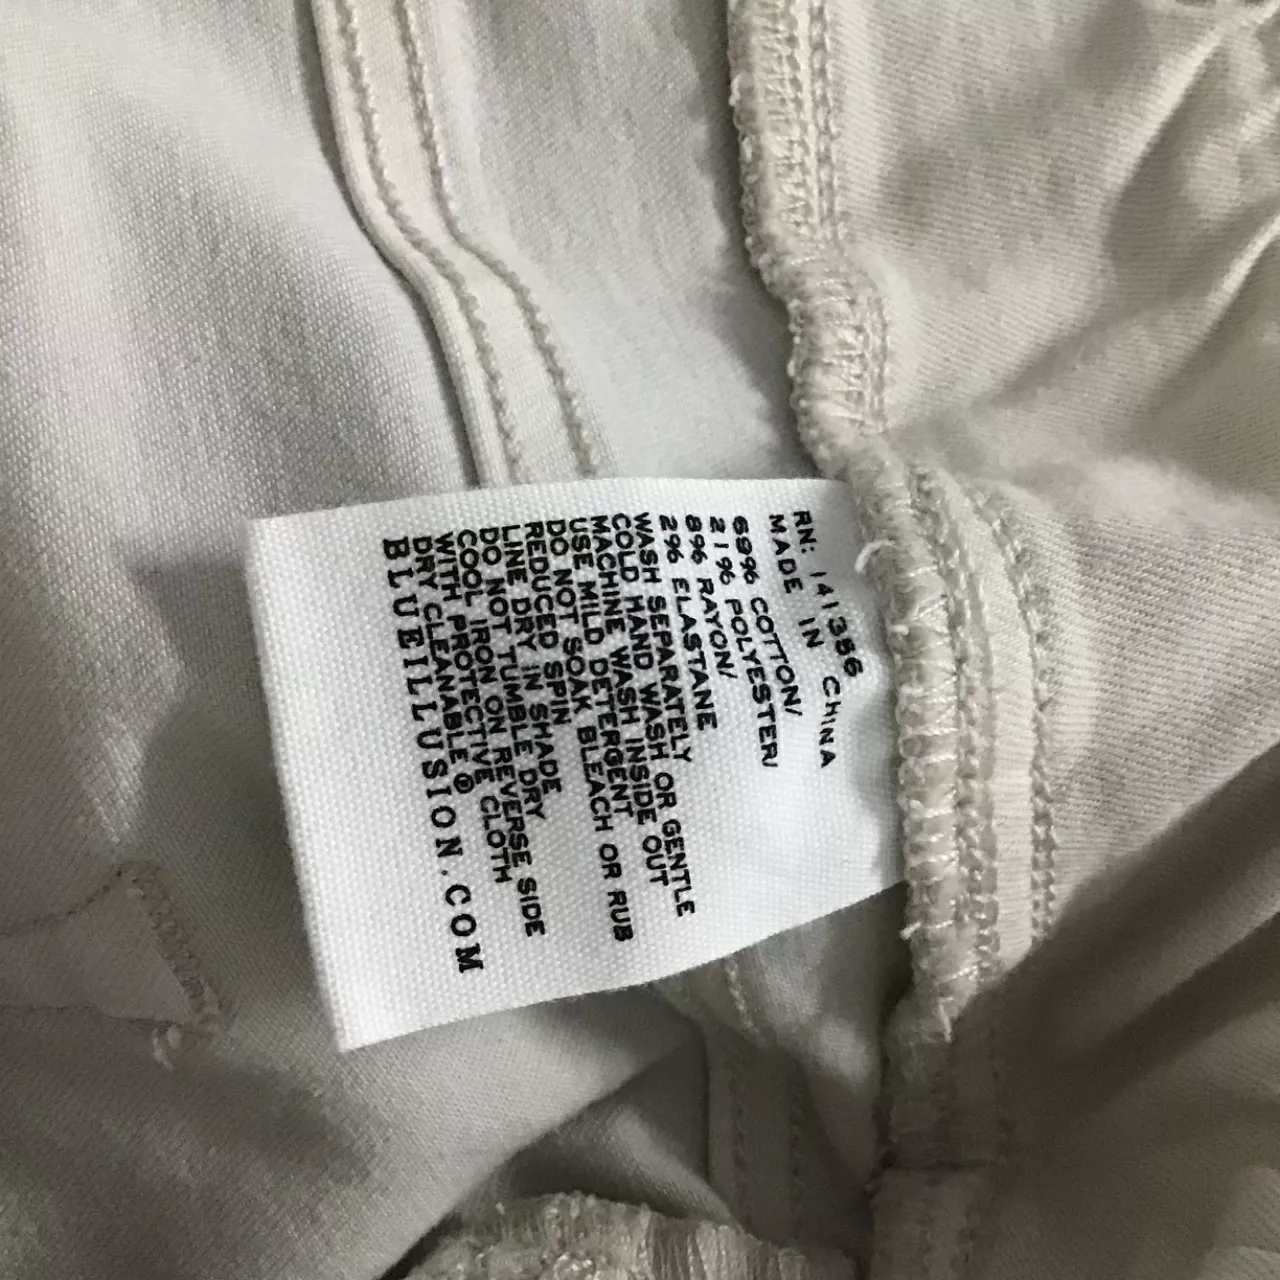 RN: 141386
MADE IN CHINA
69% COTTON/
21% POLYESTER/
8% RAYON/
2% ELASTANE
WASH SEPARATELY
COLD HAND WASH OR GENTLE
MACHINE WASH INSIDE OUT
USE MILD DETERGENT
DO NOT SOAK BLEACH OR RUB
REDUCED SPIN
LINE DRY IN SHADE
DO NOT TUMBLE DRY
COOL IRON ON REVERSE SIDE
WITH PROTECTIVE CLOTH
DRY CLEANABLE ®
BLUEILLUSION.COM